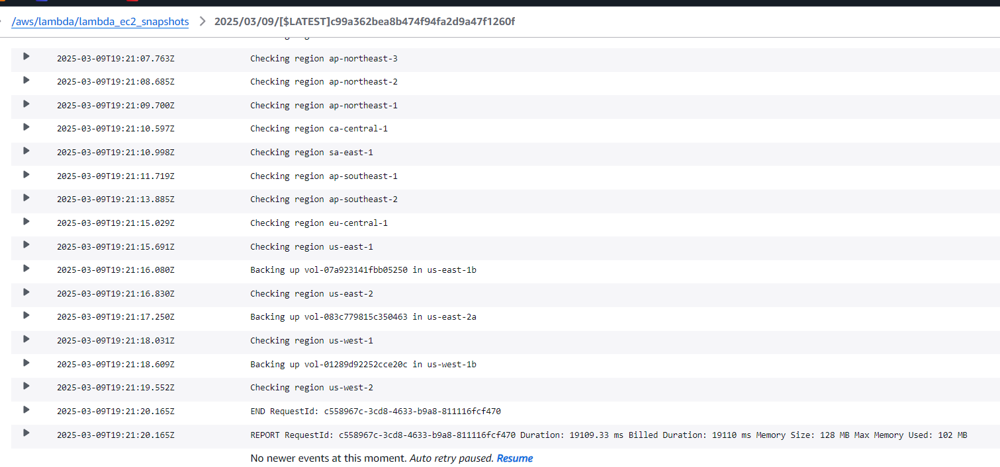 /aws/lambda/lambda_ec2_snapshots > 2025/03/09/[$LATEST]c99a362bea8b474f94fa2d9a47f1260f
2025-03-09T19:21:07.763Z Checking region ap-northeast-3
2025-03-09T19:21:08.685Z Checking region ap-northeast-2
2025-03-09T19:21:09.700Z Checking region ap-northeast-1
2025-03-09T19:21:10.597Z Checking region ca-central-1
2025-03-09T19:21:10.998Z Checking region sa-east-1
2025-03-09T19:21:11.719Z Checking region ap-southeast-1
2025-03-09T19:21:13.885Z Checking region ap-southeast-2
2025-03-09T19:21:15.029Z Checking region eu-central-1
2025-03-09T19:21:15.691Z Checking region us-east-1
2025-03-09T19:21:16.080Z Backing up vol-07a923141fbb05250 in us-east-1b
2025-03-09T19:21:16.830Z Checking region us-east-2
2025-03-09T19:21:17.250Z Backing up vol-083c779815c350463 in us-east-2a
2025-03-09T19:21:18.031Z Checking region us-west-1
2025-03-09T19:21:18.609Z Backing up vol-01289d92252cce20c in us-west-1b
2025-03-09T19:21:19.552Z Checking region us-west-2
2025-03-09T19:21:20.165Z END RequestId: c558967c-3cd8-4633-b9a8-811116fcf470
2025-03-09T19:21:20.165Z REPORT RequestId: c558967c-3cd8-4633-b9a8-811116fcf470 Duration: 19109.33 ms Billed Duration: 19110 ms Memory Size: 128 MB Max Memory Used: 102 MB
No newer events at this moment. Auto retry paused. Resume